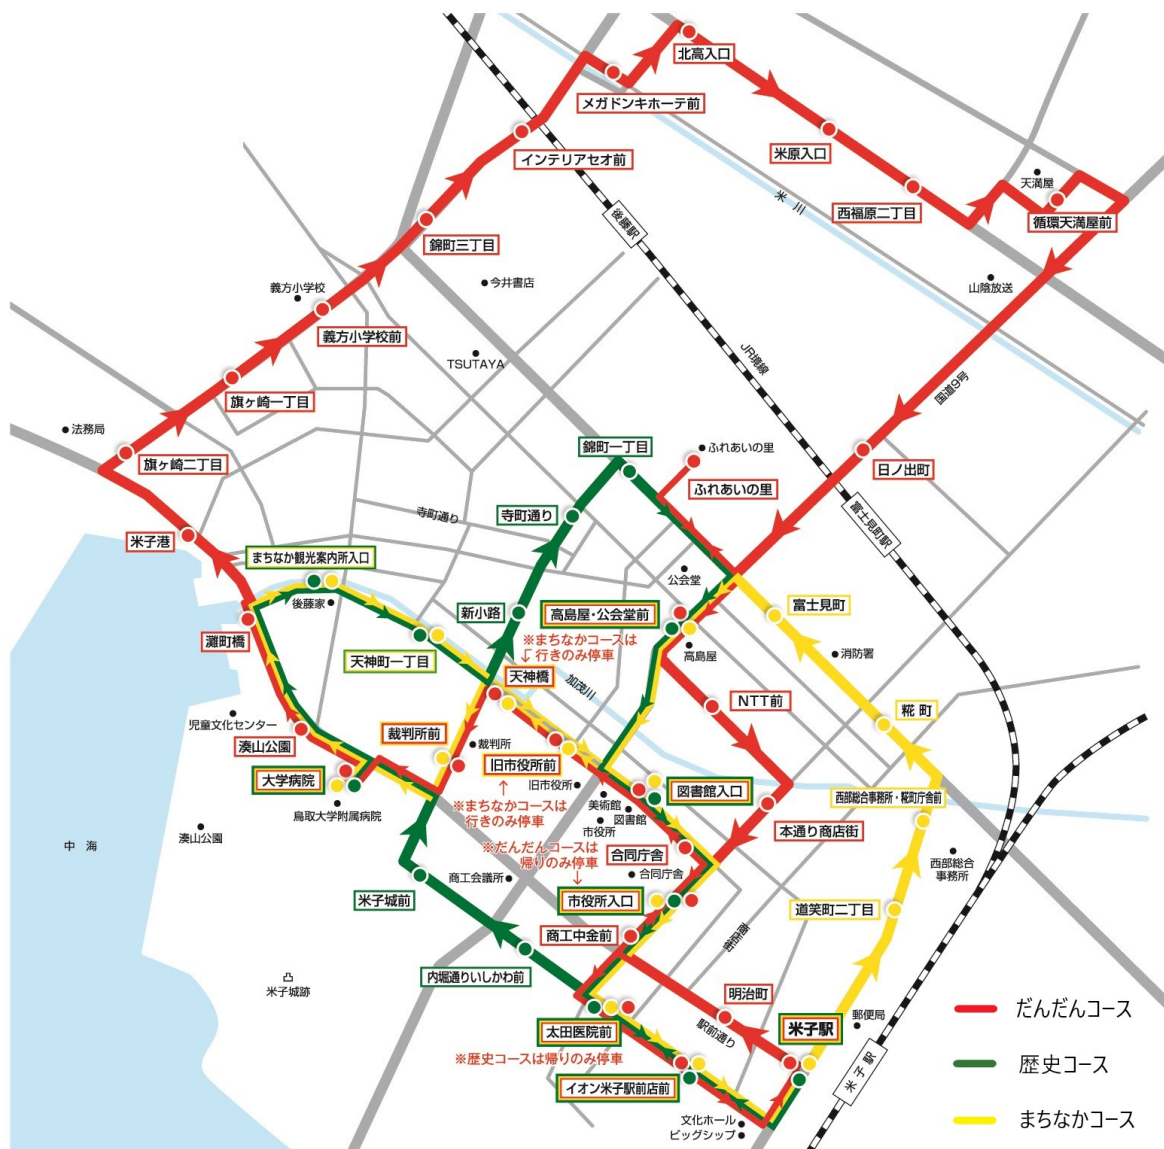 北高入口
メガドンキホーテ前
インテリアセオ前
米原入口
天満屋
西福原二丁目
循環天満屋前
米川
後藤駅
錦町三丁目
今井書店
山陰放送
義方小学校
義方小学校前
TSUTAYA
JR境線
国道9号
旗ヶ崎一丁目
法務局
旗ヶ崎二丁目
錦町一丁目
ふれあいの里
ふれあいの里
日ノ出町
寺町通り
寺町通り
富士見町駅
米子港
まちなか観光案内所入口
後藤家
公会堂
新小路
高島屋・公会堂前
富士見町
灘町橋
天神町一丁目
※まちなかコースは
行きのみ停車
高島屋
消防署
天神橋
加茂川
NTT前
糀町
児童文化センター
湊山公園
裁判所前
裁判所
旧市役所前
大学病院
旧市役所
図書館入口
西部総合事務所・糀町庁舎前
鳥取大学附属病院
※まちなかコースは
行きのみ停車
美術館
図書館
市役所
本通り商店街
湊山公園
中海
※だんだんコースは
帰りのみ停車
合同庁舎
合同庁舎
西部総合
事務所
商工会議所
米子城前
市役所入口
道笑町二丁目
商工中金前
商店街
内堀通りいしかわ前
米子城跡
明治町
駅前通り
米子駅
郵便局
太田医院前
※歴史コースは帰りのみ停車
イオン米子駅前店前
米子駅
文化ホール
ビッグシップ
だんだんコース
歴史コース
まちなかコース